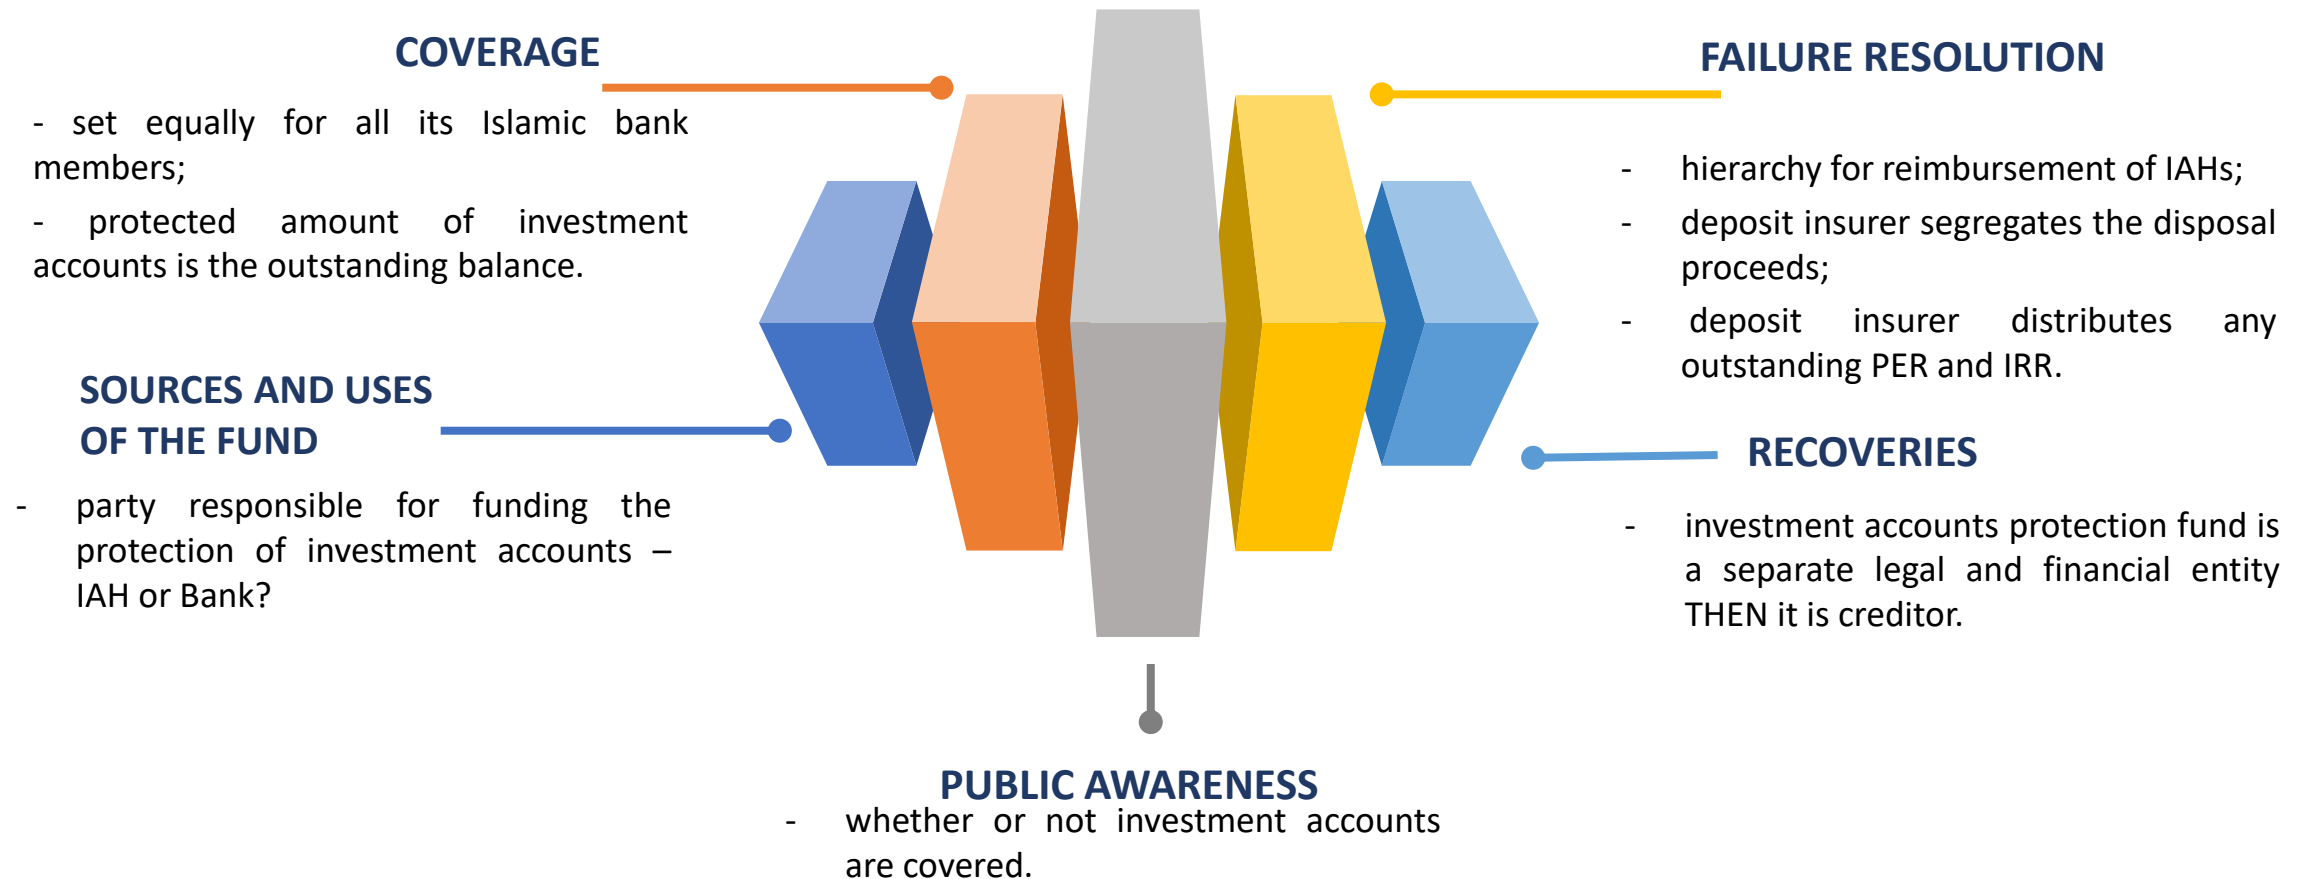 COVERAGE
- set equally for all its Islamic bank
members;
- protected amount of investment
accounts is the outstanding balance.
SOURCES AND USES
OF THE FUND
- party responsible for funding the
protection of investment accounts –
IAH or Bank?
PUBLIC AWARENESS
- whether or not investment accounts
are covered.
FAILURE RESOLUTION
- hierarchy for reimbursement of IAHs;
- deposit insurer segregates the disposal
proceeds;
- deposit insurer distributes any
outstanding PER and IRR.
RECOVERIES
- investment accounts protection fund is
a separate legal and financial entity
THEN it is creditor.